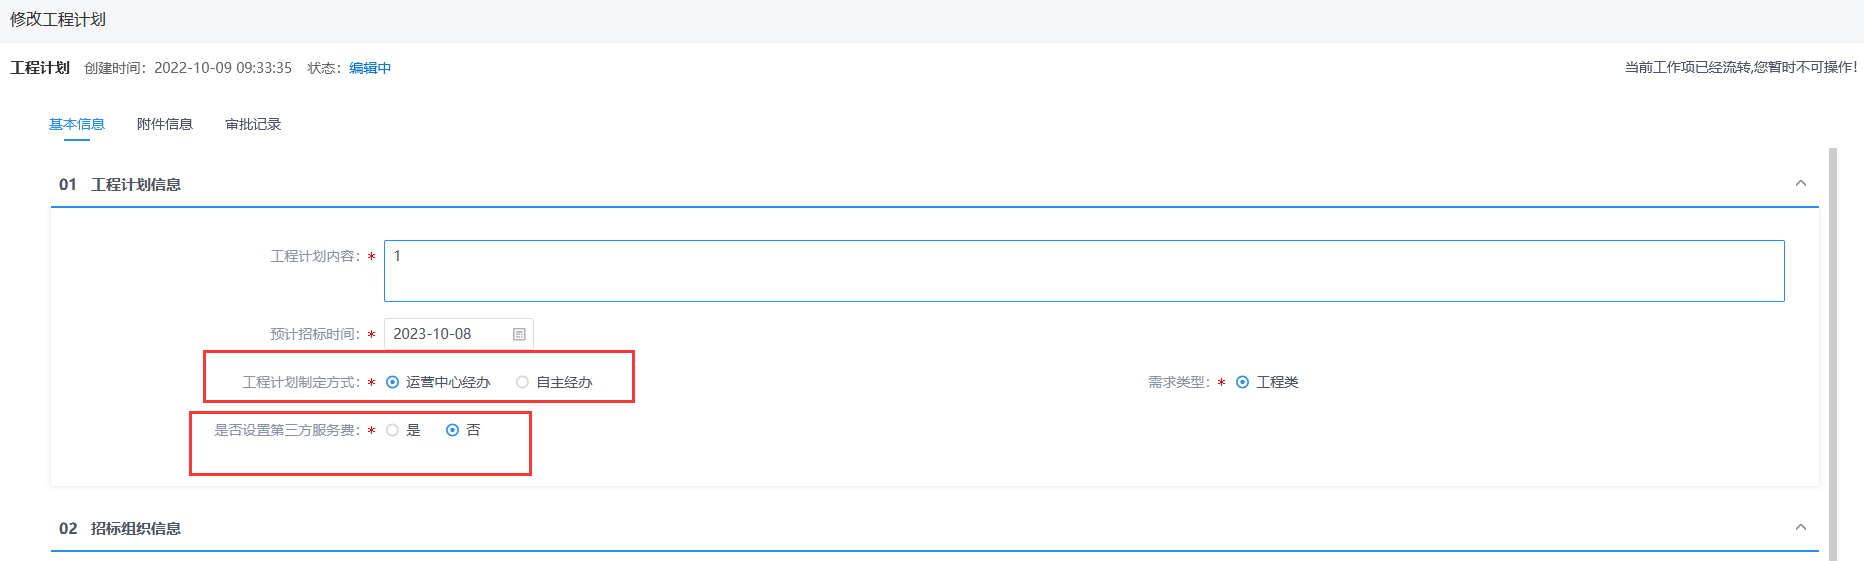 修改工程计划
工程计划 创建时间：2022-10-09 09:33:35 状态：编辑中 当前工作项已经流转,您暂时不可操作！
基本信息 附件信息 审批记录
01 工程计划信息
工程计划内容：* 1
预计招标时间：* 2023-10-08
工程计划制定方式：* 运营中心经办 自主经办 需求类型：* 工程类
是否设置第三方服务费：* 是 否
02 招标组织信息